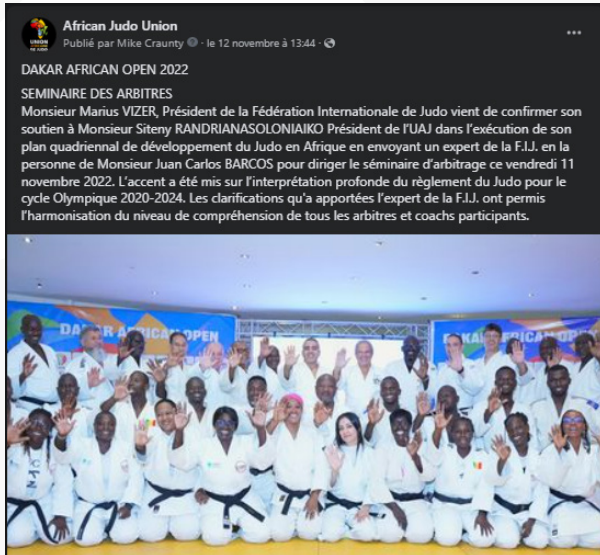 African Judo Union
Publié par Mike Craunty · le 12 novembre à 13:44 ·
DAKAR AFRICAN OPEN 2022
SEMINAIRE DES ARBITRES
Monsieur Marius VIZER, Président de la Fédération Internationale de Judo vient de confirmer son
soutien à Monsieur Siteny RANDRIANASOLONIAIKO Président de l'UAJ dans l'exécution de son
plan quadriennal de développement du Judo en Afrique en envoyant un expert de la F.I.J. en la
personne de Monsieur Juan Carlos BARCOS pour diriger le séminaire d'arbitrage ce vendredi 11
novembre 2022. L'accent a été mis sur l'interprétation profonde du règlement du Judo pour le
cycle Olympique 2020-2024. Les clarifications qu'a apportées l'expert de la F.I.J. ont permis
l'harmonisation du niveau de compréhension de tous les arbitres et coachs participants.
DAKAR AFRICAN OPEN
DAKAR AFRICAN OPEN